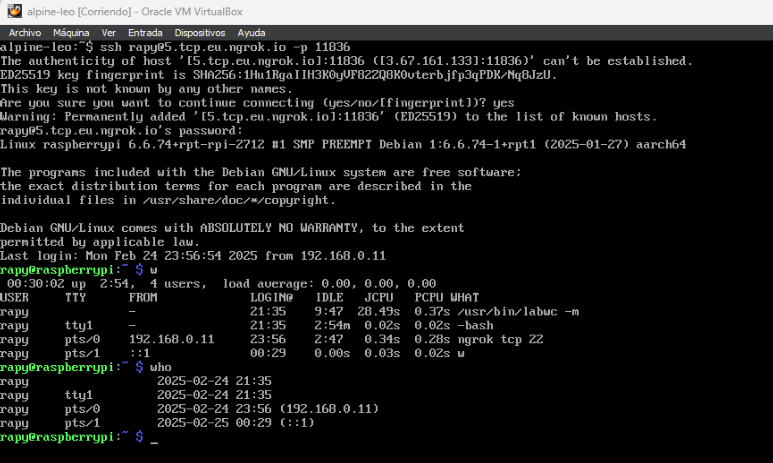 alpine-leo [Corriendo] - Oracle VM VirtualBox
Archivo Máquina Ver Entrada Dispositivos Ayuda
alpine-leo:~$ ssh rapy@5.tcp.eu.ngrok.io -p 11836
The authenticity of host '[5.tcp.eu.ngrok.io]:11836 ([3.67.161.133]:11836)' can't be established.
ED25519 key fingerprint is SHA256:1Hu1RgaIIH3K0yVF82ZQ8K0vterbjfp3qPDK/Nq8JzU.
This key is not known by any other names.
Are you sure you want to continue connecting (yes/no/[fingerprint])? yes
Warning: Permanently added '[5.tcp.eu.ngrok.io]:11836' (ED25519) to the list of known hosts.
rapy@5.tcp.eu.ngrok.io's password:
Linux raspberrypi 6.6.74+rpt-rpi-2712 #1 SMP PREEMPT Debian 1:6.6.74-1+rpt1 (2025-01-27) aarch64
The programs included with the Debian GNU/Linux system are free software;
the exact distribution terms for each program are described in the
individual files in /usr/share/doc/*/copyright.
Debian GNU/Linux comes with ABSOLUTELY NO WARRANTY, to the extent
permitted by applicable law.
Last login: Mon Feb 24 23:56:54 2025 from 192.168.0.11
rapy@raspberrypi:~ $ w
00:30:02 up 2:54, 4 users, load average: 0.00, 0.00, 0.00
USER TTY FROM LOGIN@ IDLE JCPU PCPU WHAT
rapy - 21:35 9:47 28.49s 0.37s /usr/bin/labwc -m
rapy tty1 - 21:35 2:54m 0.02s 0.02s -bash
rapy pts/0 192.168.0.11 23:56 2:47 0.34s 0.28s ngrok tcp 22
rapy pts/1 ::1 00:29 0.00s 0.03s 0.02s w
rapy@raspberrypi:~ $ who
rapy 2025-02-24 21:35
rapy tty1 2025-02-24 21:35
rapy pts/0 2025-02-24 23:56 (192.168.0.11)
rapy pts/1 2025-02-25 00:29 (::1)
rapy@raspberrypi:~ $ _